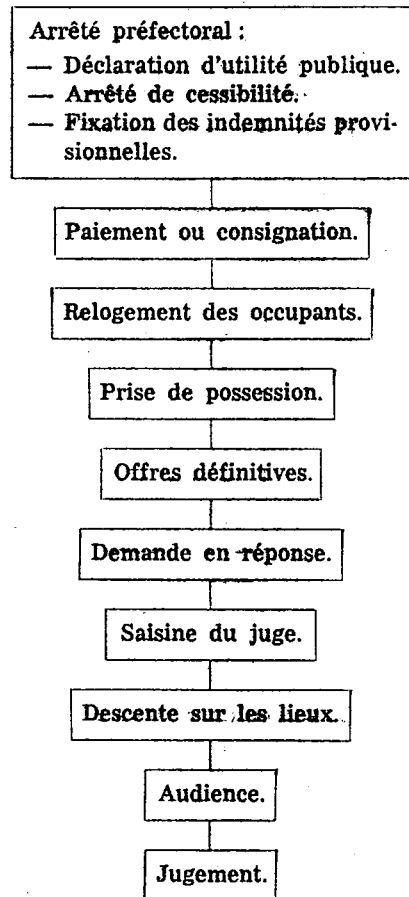 Arrêté préfectoral :
— Déclaration d'utilité publique.
— Arrêté de cessibilité.
— Fixation des indemnités provi-
sionnelles.
Paiement ou consignation.
Relogement des occupants.
Prise de possession.
Offres définitives.
Demande en réponse.
Saisine du juge.
Descente sur les lieux.
Audience.
Jugement.